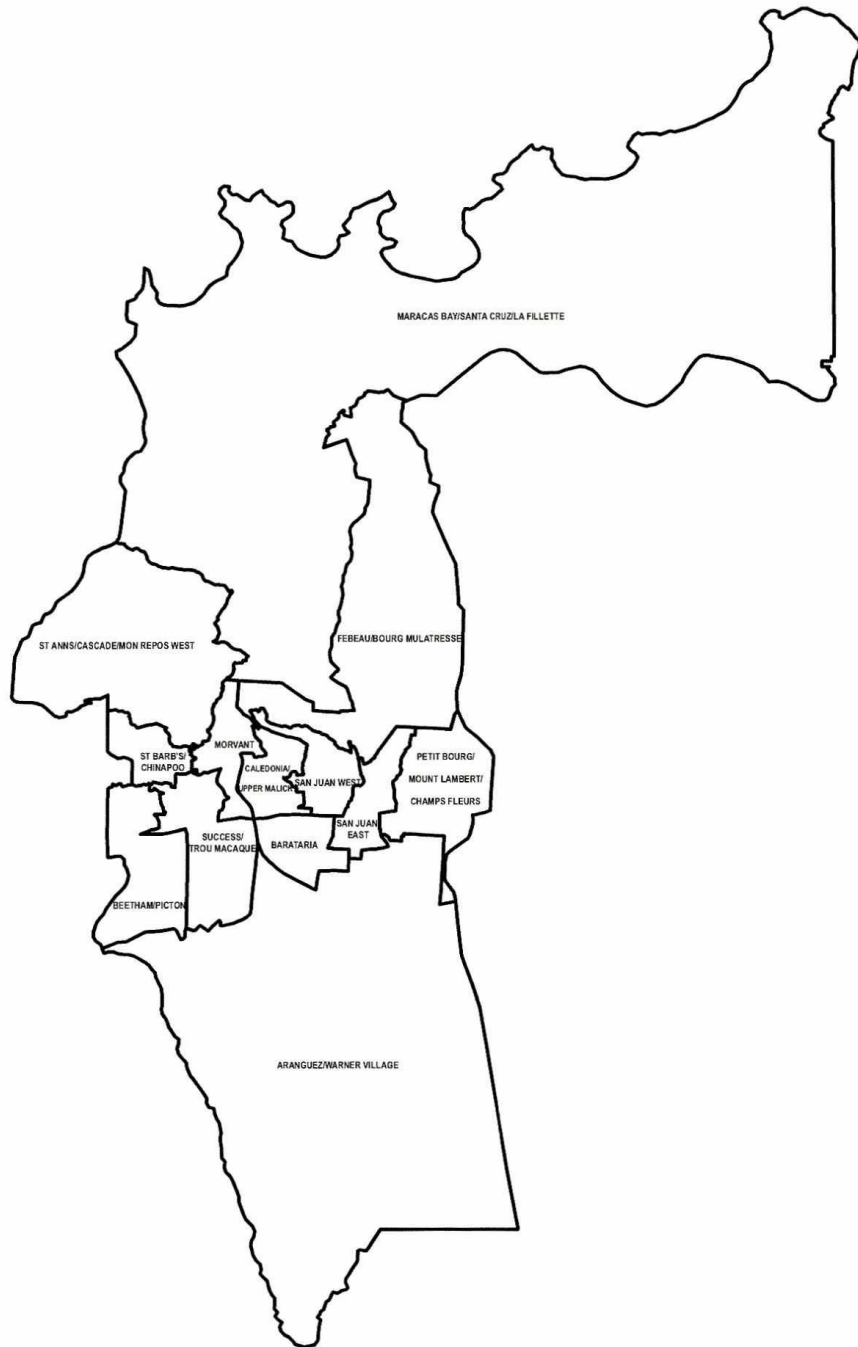 MARACAS BAY/SANTA CRUZ/LA FILLETTE
ST ANNS/CASCADE/MON REPOS WEST
FEBEAU/BOURG MULATRESSE
ST BARB'S/
CHINAPOO
MORVANT
CALEDONIA/
UPPER MALICK
SAN JUAN WEST
PETIT BOURG/
MOUNT LAMBERT/
CHAMPS FLEURS
SUCCESS/
TROU MACAQUE
BARATARIA
SAN JUAN
EAST
BEETHAM/PICTON
ARANGUEZ/WARNER VILLAGE